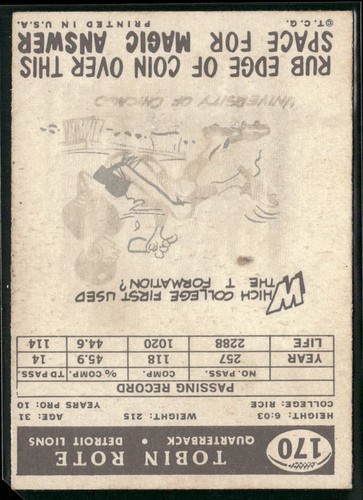 170
TOBIN ROTE
QUARTERBACK • DETROIT LIONS
HEIGHT: 6:03 WEIGHT: 215 AGE: 31
COLLEGE: RICE YEARS PRO: 10
PASSING RECORD
NO. PASS. COMP. % COMP. TD PASS.
YEAR 257 118 45.9 14
LIFE 2288 1020 44.6 114
WHICH COLLEGE FIRST USED
THE T FORMATION?
UNIVERSITY OF CHICAGO
RUB EDGE OF COIN OVER THIS
SPACE FOR MAGIC ANSWER
©T.C.G. PRINTED IN U.S.A.